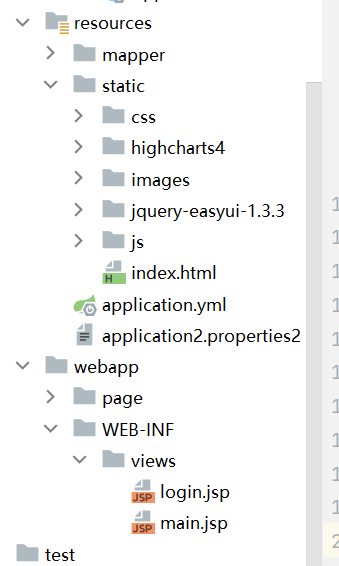 resources
mapper
static
css
highcharts4
images
jquery-easyui-1.3.3
js
index.html
application.yml
application2.properties2
webapp
page
WEB-INF
views
login.jsp
main.jsp
test